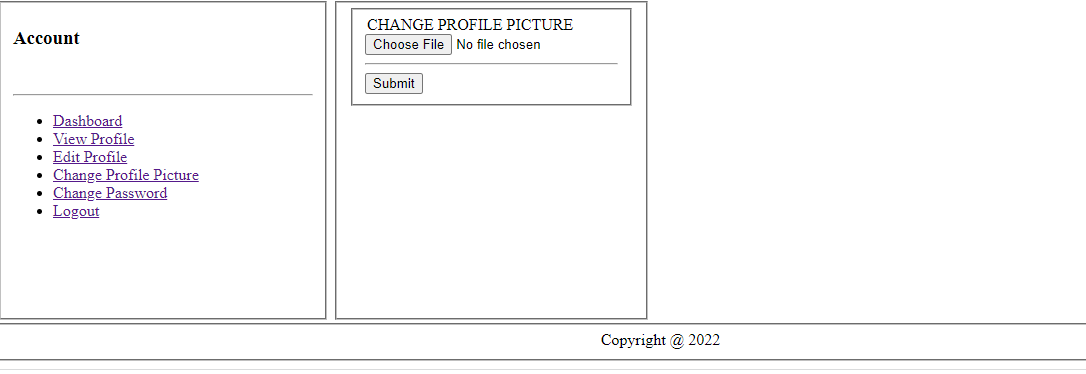 Account
Dashboard
View Profile
Edit Profile
Change Profile Picture
Change Password
Logout
CHANGE PROFILE PICTURE
Choose File No file chosen
Submit
Copyright @ 2022